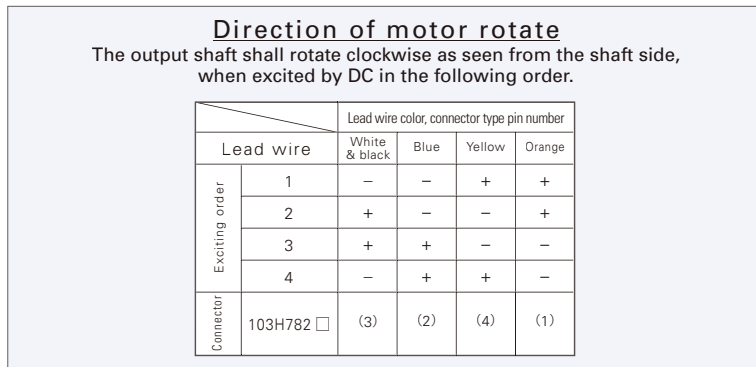 Direction of motor rotate
The output shaft shall rotate clockwise as seen from the shaft side,
when excited by DC in the following order.
Lead wire color, connector type pin number
Lead wire White & black Blue Yellow Orange
Exciting order
1 − − + +
2 + − − +
3 + + − −
4 − + + −
Connector 103H782 □ (3) (2) (4) (1)